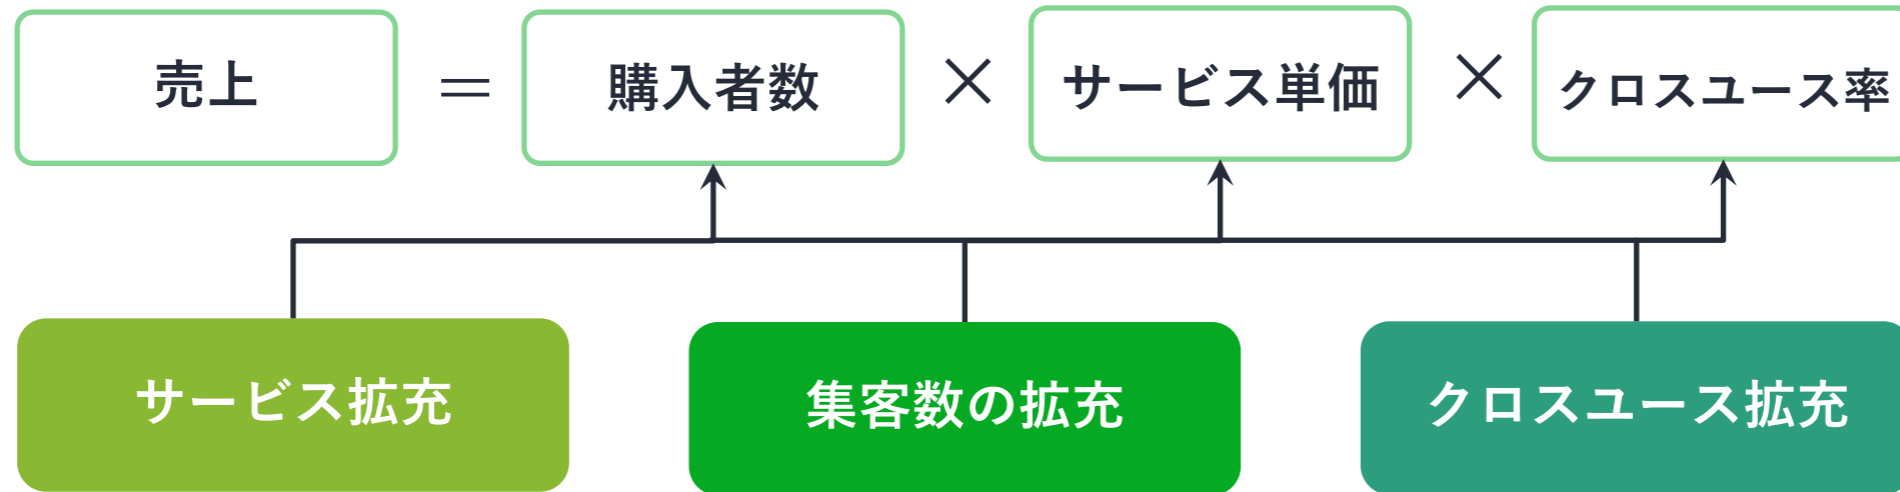 売上 = 購入者数 × サービス単価 × クロスユース率
サービス拡充
集客数の拡充
クロスユース拡充